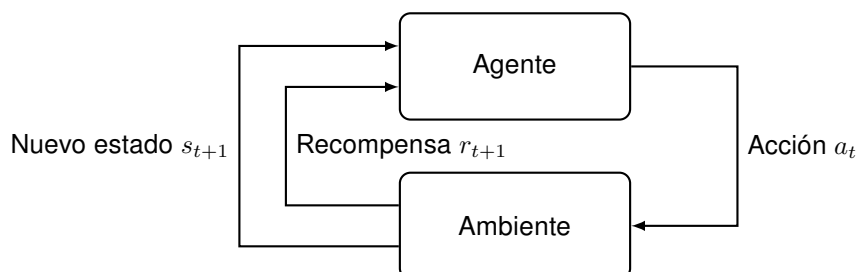 Agente
Nuevo estado s_{t+1}
Recompensa r_{t+1}
Acción a_t
Ambiente